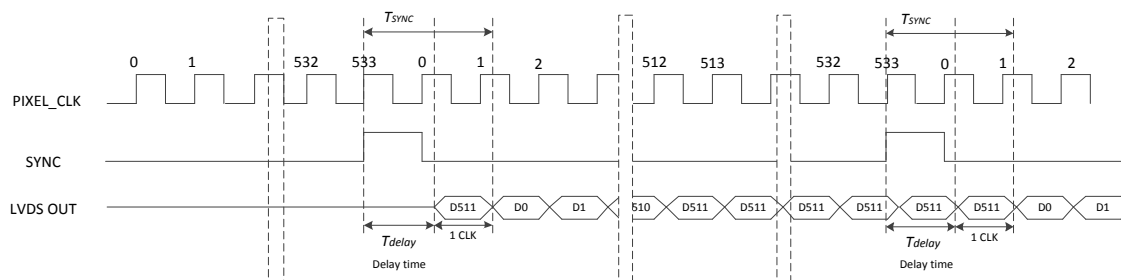 TSYNC TSYNC
0 1 532 533 0 1 2 512 513 532 533 0 1 2
PIXEL_CLK
SYNC
LVDS OUT D511 D0 D1 510 D511 D511 D511 D511 D511 D511 D0 D1
Tdelay 1 CLK Tdelay 1 CLK
Delay time Delay time